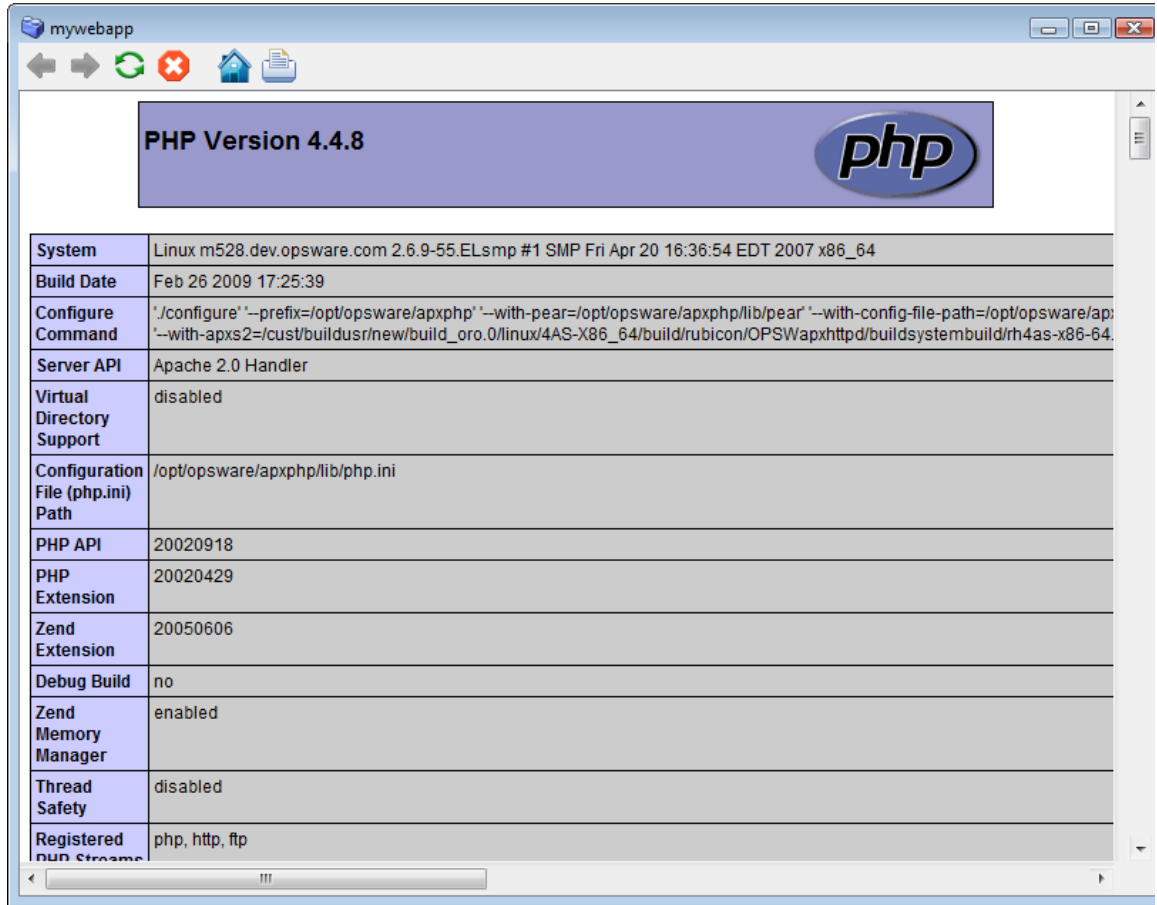 mywebapp
PHP Version 4.4.8
php
System Linux m528.dev.opsware.com 2.6.9-55.ELsmp #1 SMP Fri Apr 20 16:36:54 EDT 2007 x86_64
Build Date Feb 26 2009 17:25:39
Configure './configure' '--prefix=/opt/opsware/apxphp' '--with-pear=/opt/opsware/apxphp/lib/pear' '--with-config-file-path=/opt/opsware/apx
Command '--with-apxs2=/cust/buildusr/new/build_oro.0/linux/4AS-X86_64/build/rubicon/OPSWapxhttpd/buildsystembuild/rh4as-x86-64.
Server API Apache 2.0 Handler
Virtual disabled
Directory
Support
Configuration /opt/opsware/apxphp/lib/php.ini
File (php.ini)
Path
PHP API 20020918
PHP 20020429
Extension
Zend 20050606
Extension
Debug Build no
Zend enabled
Memory
Manager
Thread disabled
Safety
Registered php, http, ftp
PHP Streams